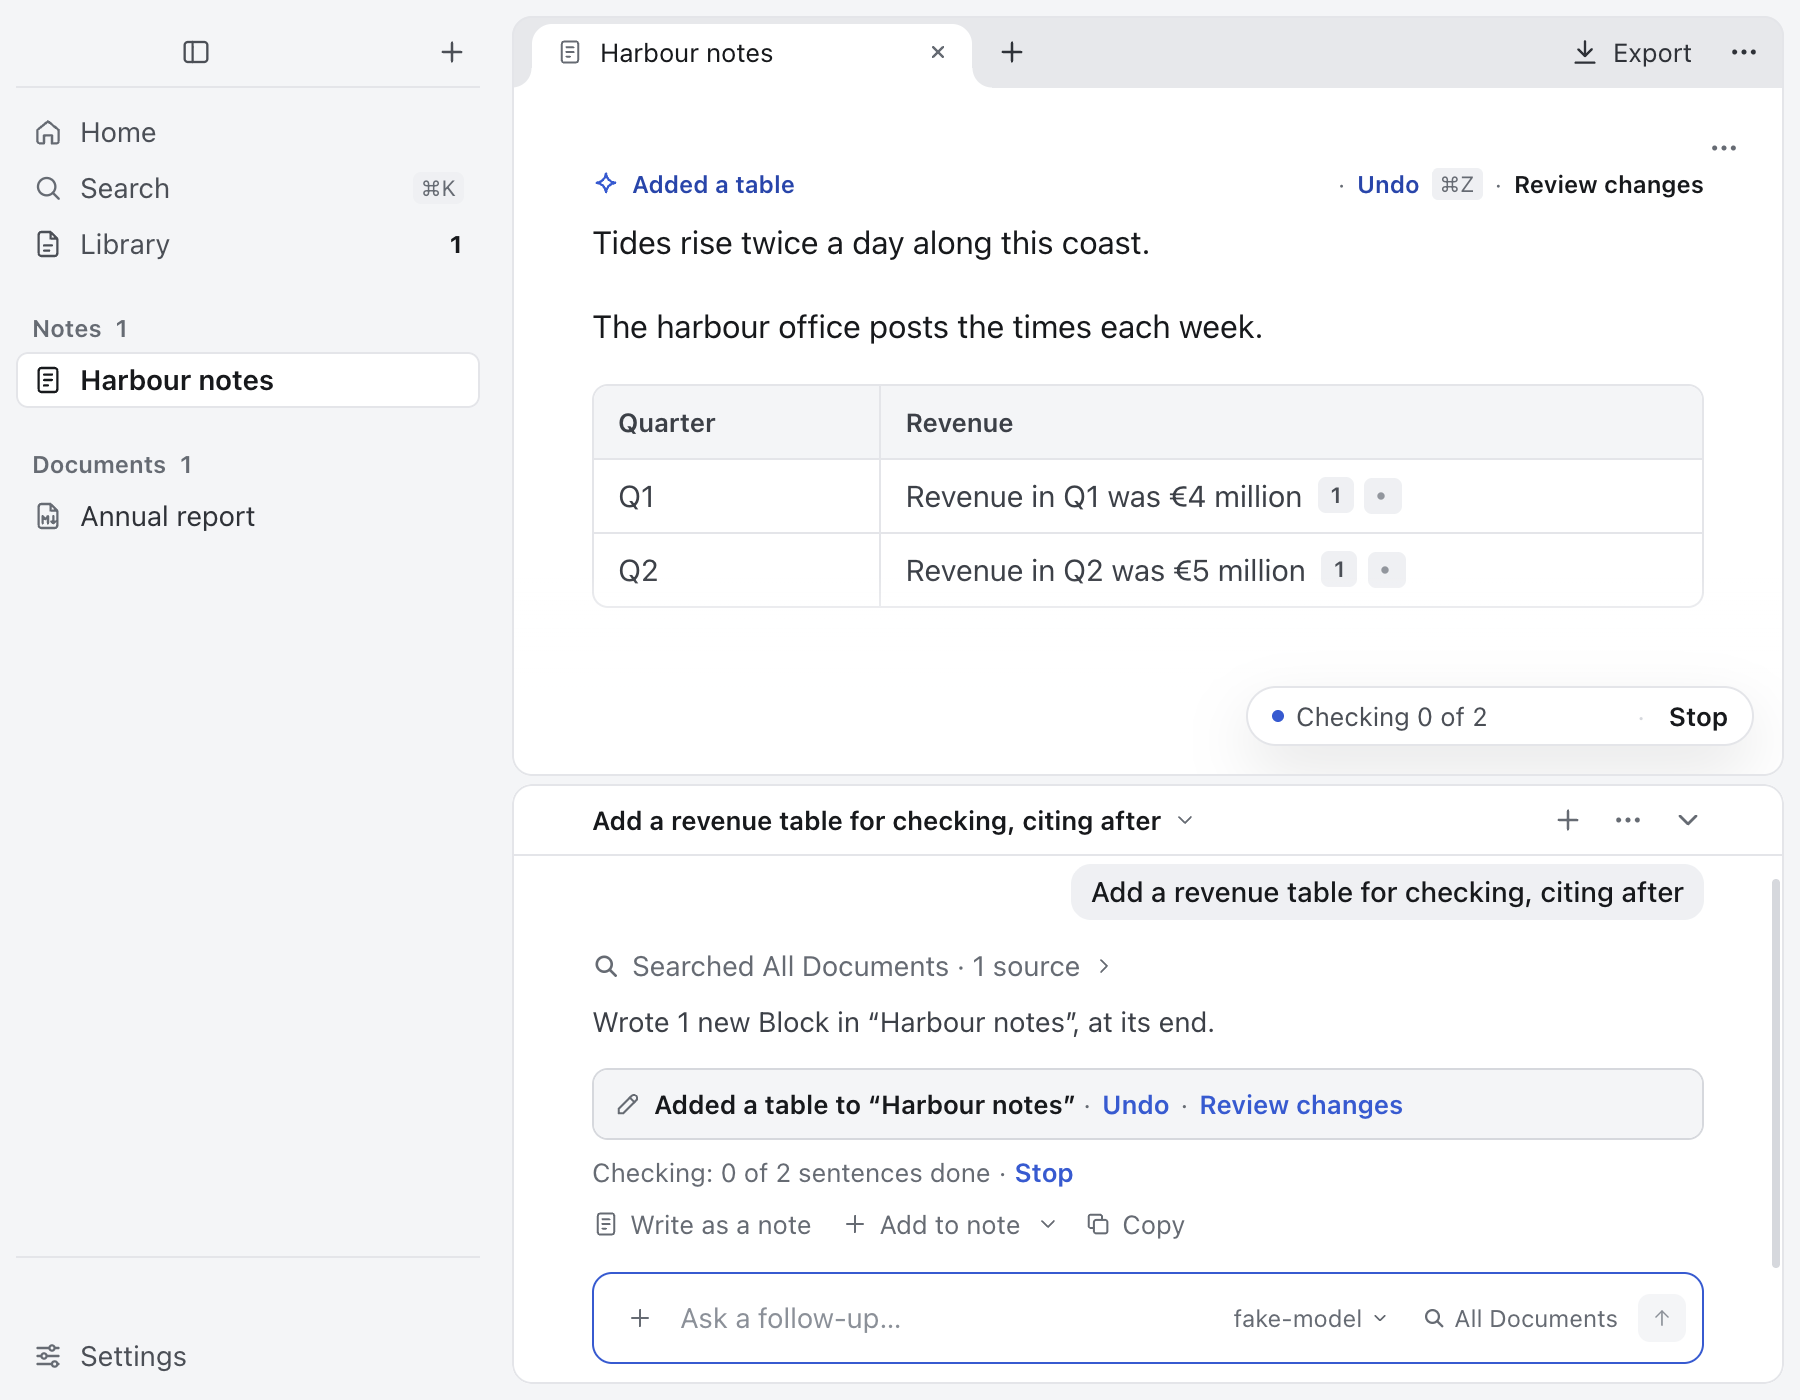 Home
Search ⌘K
Library 1
Notes 1
Harbour notes
Documents 1
Annual report
Settings
Harbour notes
Export
Added a table · Undo ⌘Z · Review changes
Tides rise twice a day along this coast.
The harbour office posts the times each week.
Quarter Revenue
Q1 Revenue in Q1 was €4 million 1 •
Q2 Revenue in Q2 was €5 million 1 •
Checking 0 of 2 · Stop
Add a revenue table for checking, citing after
Add a revenue table for checking, citing after
Searched All Documents · 1 source
Wrote 1 new Block in “Harbour notes”, at its end.
Added a table to “Harbour notes” · Undo · Review changes
Checking: 0 of 2 sentences done · Stop
Write as a note Add to note Copy
Ask a follow-up... fake-model All Documents